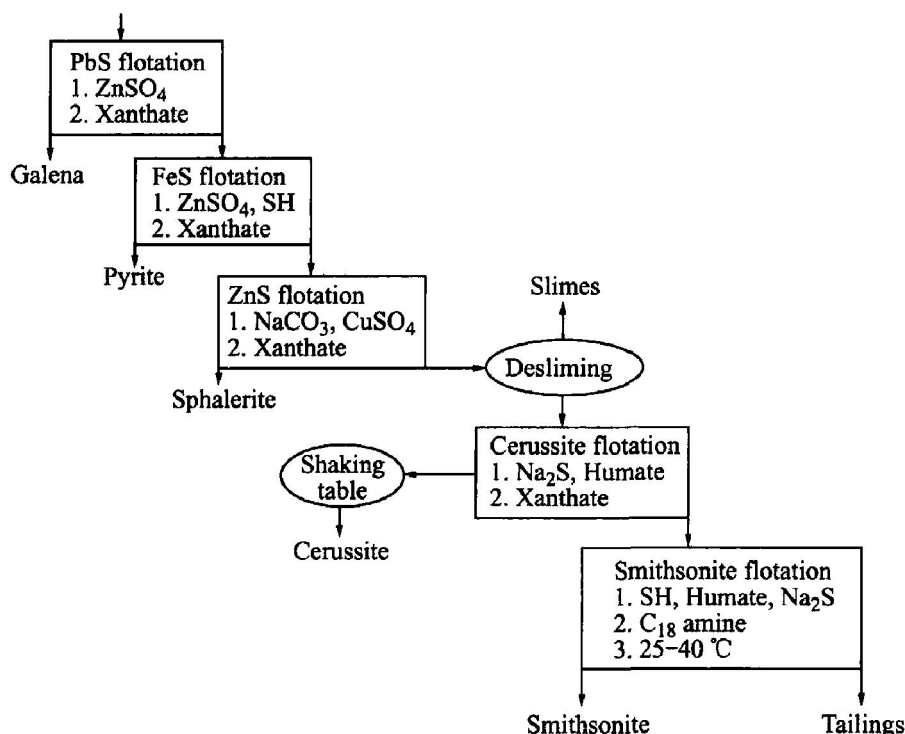 PbS flotation
1. ZnSO₄
2. Xanthate
Galena
FeS flotation
1. ZnSO₄, SH
2. Xanthate
Pyrite
ZnS flotation
1. NaCO₃, CuSO₄
2. Xanthate
Sphalerite
Slimes
Desliming
Cerussite flotation
1. Na₂S, Humate
2. Xanthate
Shaking
table
Cerussite
Smithsonite flotation
1. SH, Humate, Na₂S
2. C₁₈ amine
3. 25−40 ℃
Smithsonite
Tailings